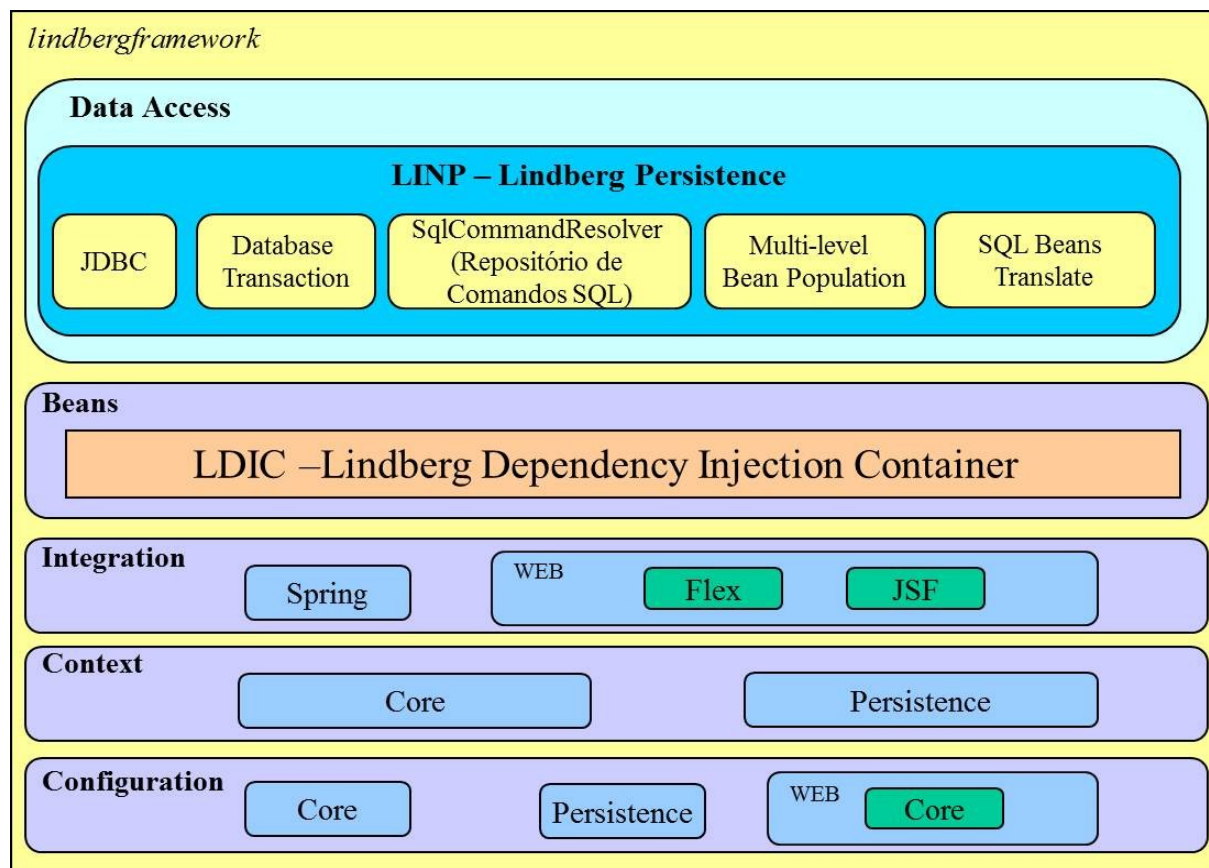 lindbergframework
Data Access
LINP – Lindberg Persistence
JDBC
Database
Transaction
SqlCommandResolver
(Repositório de
Comandos SQL)
Multi-level
Bean Population
SQL Beans
Translate
Beans
LDIC –Lindberg Dependency Injection Container
Integration
Spring
WEB
Flex
JSF
Context
Core
Persistence
Configuration
Core
Persistence
WEB
Core